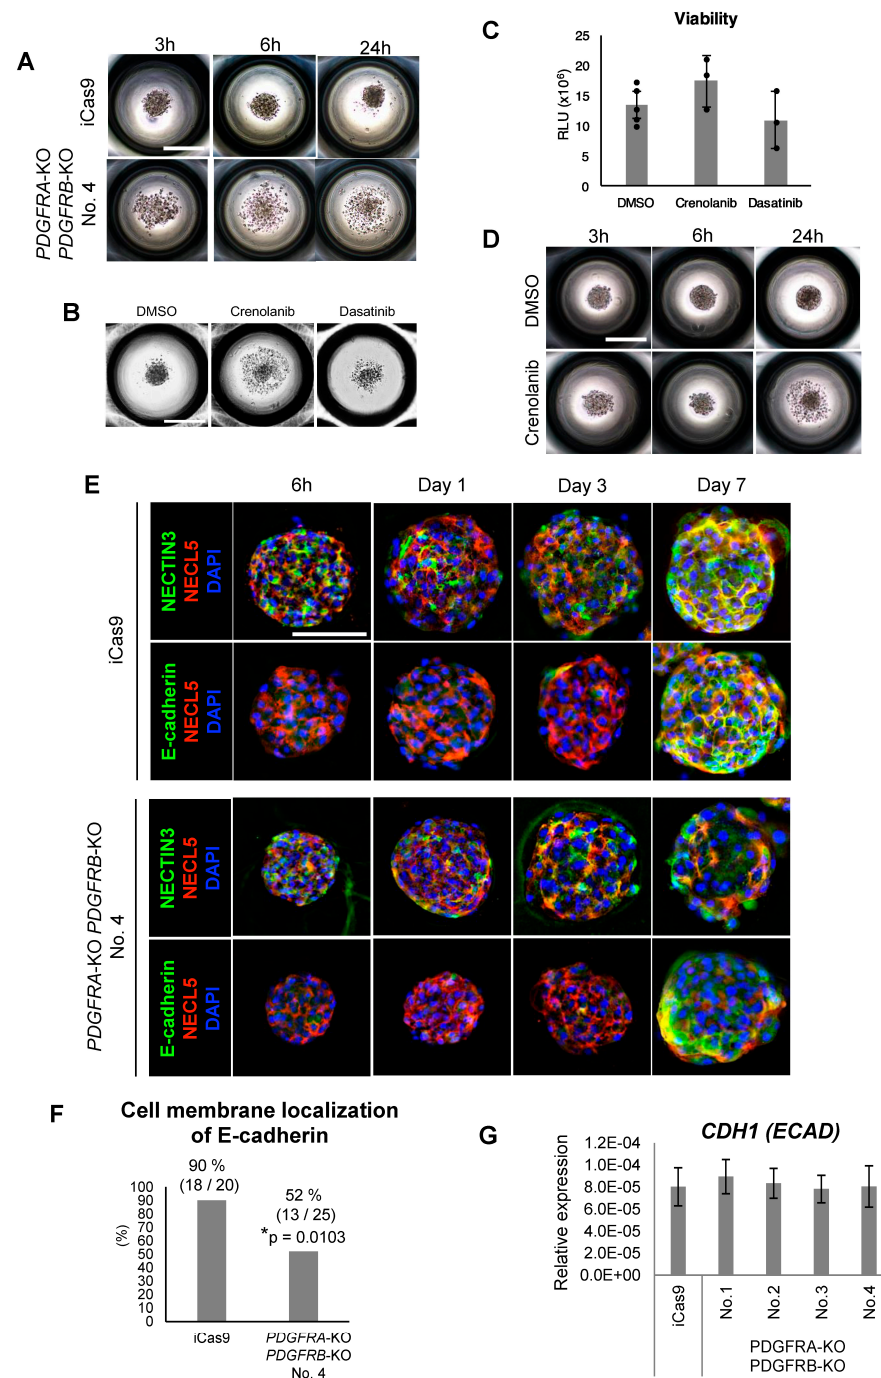 A
3h
6h
24h
iCas9
PDGFRA-KO
PDGFRB-KO
No. 4
B
DMSO
Crenolanib
Dasatinib
C
Viability
RLU (x10⁶)
25
20
15
10
5
0
DMSO
Crenolanib
Dasatinib
D
3h
6h
24h
DMSO
Crenolanib
E
6h
Day 1
Day 3
Day 7
iCas9
NECTIN3
NECL5
DAPI
E-cadherin
NECL5
DAPI
PDGFRA-KO PDGFRB-KO
No. 4
NECTIN3
NECL5
DAPI
E-cadherin
NECL5
DAPI
F
Cell membrane localization
of E-cadherin
90 %
(18 / 20)
52 %
(13 / 25)
*p = 0.0103
(%)
100
90
80
70
60
50
40
30
20
10
0
iCas9
PDGFRA-KO
PDGFRB-KO
No. 4
G
CDH1 (ECAD)
Relative expression
1.2E-04
1.0E-04
8.0E-05
6.0E-05
4.0E-05
2.0E-05
0.0E+00
iCas9
No.1
No.2
No.3
No.4
PDGFRA-KO
PDGFRB-KO